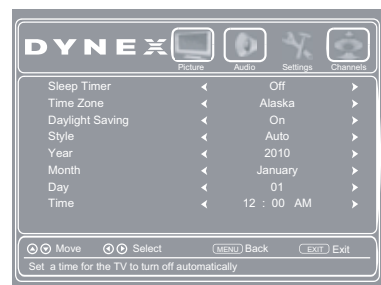 DYNEX
Picture Audio Settings Channels
Sleep Timer Off
Time Zone Alaska
Daylight Saving On
Style Auto
Year 2010
Month January
Day 01
Time 12 : 00 AM
Move Select MENU Back EXIT Exit
Set a time for the TV to turn off automatically